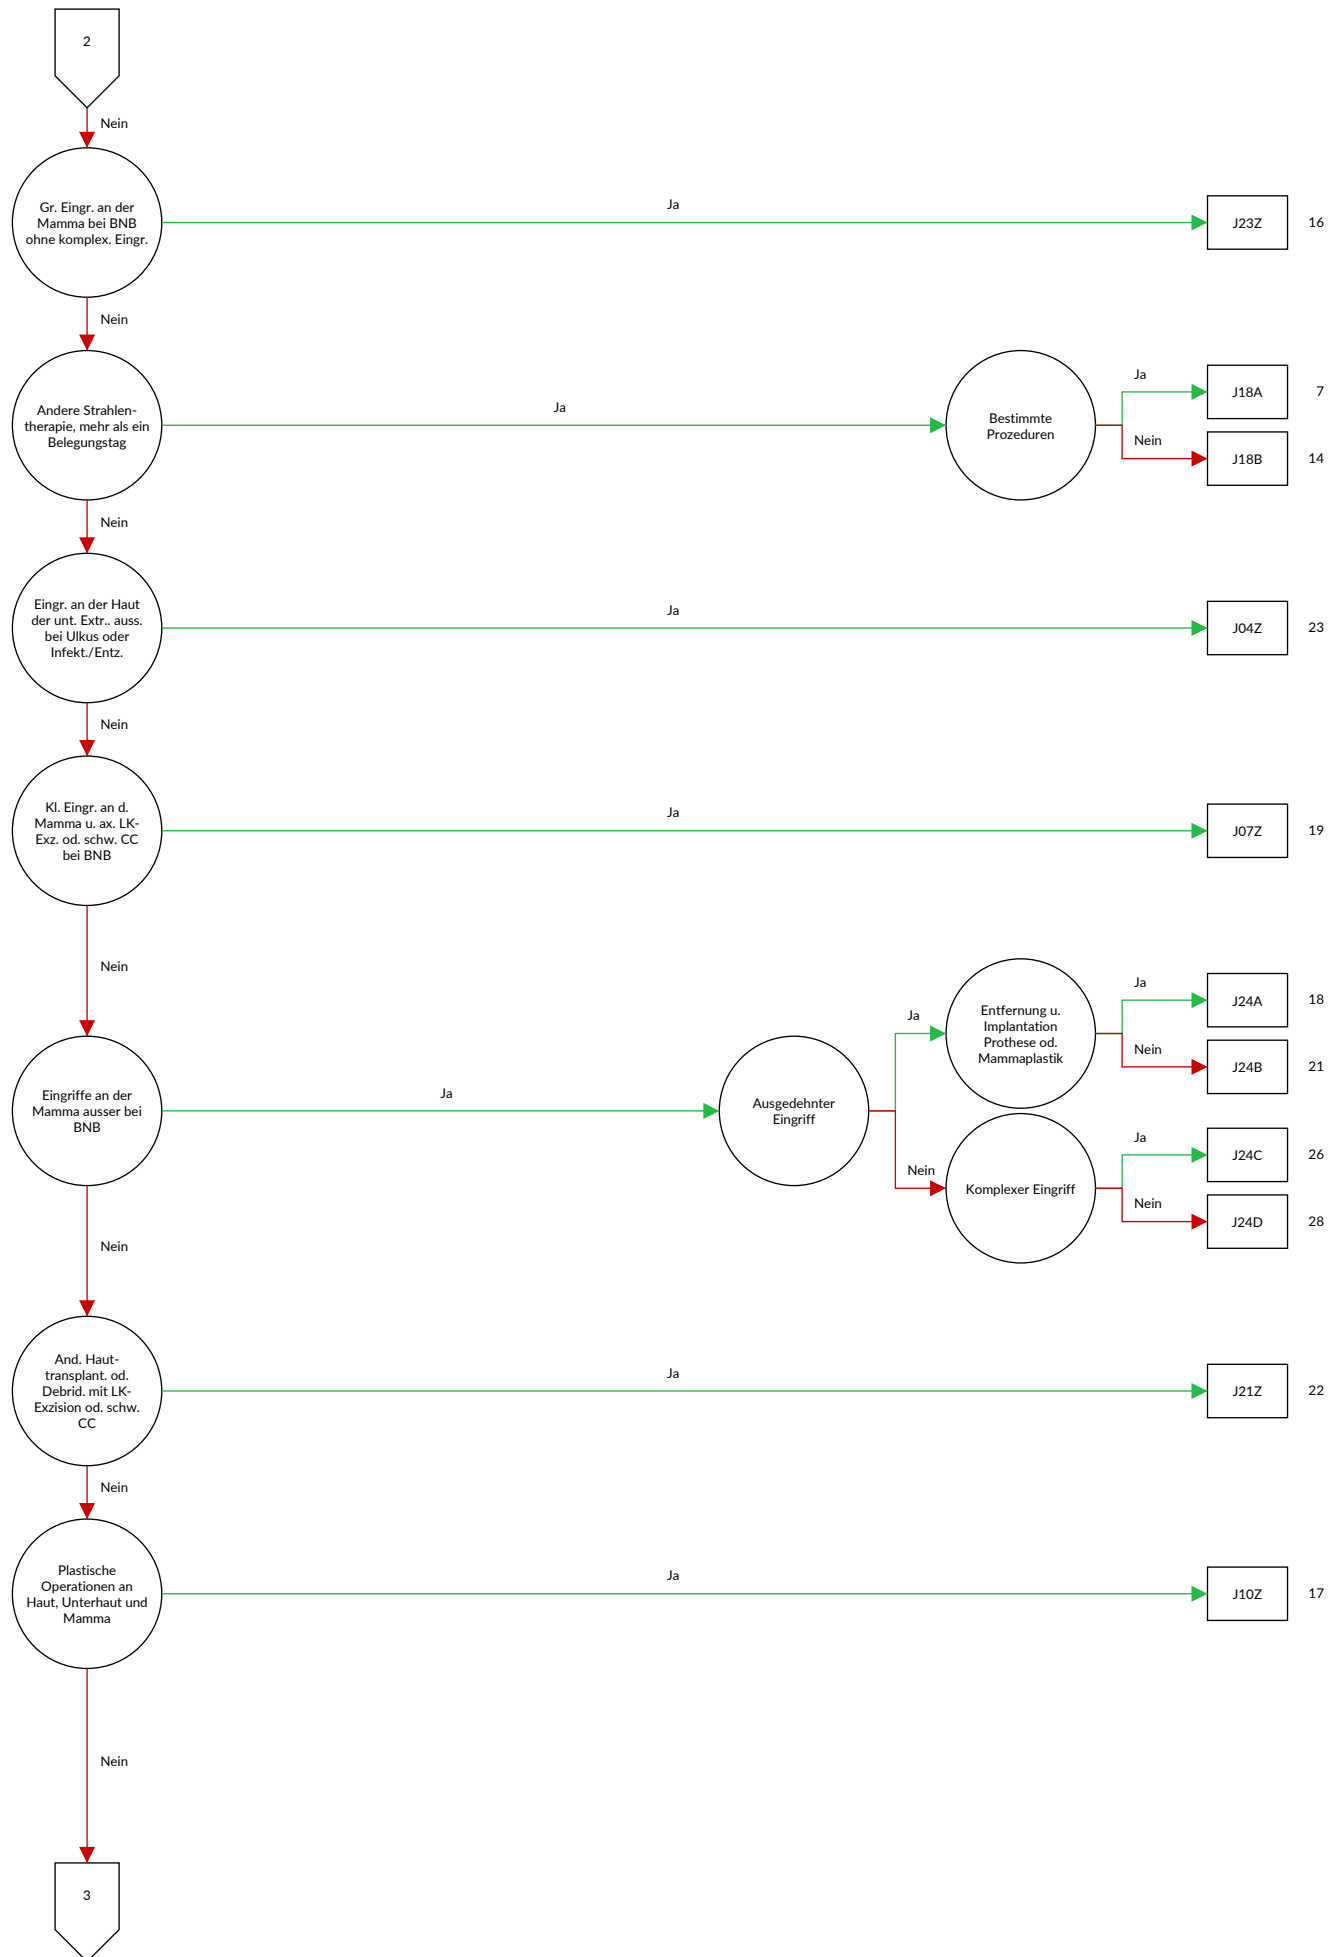 2
Nein
Gr. Eingr. an der
Mamma bei BNB
ohne komplex. Eingr.
Ja
J23Z
16
Nein
Andere Strahlen-
therapie, mehr als ein
Belegungstag
Ja
Bestimmte
Prozeduren
Ja
J18A
7
Nein
J18B
14
Nein
Eingr. an der Haut
der unt. Extr.. auss.
bei Ulkus oder
Infekt./Entz.
Ja
J04Z
23
Nein
Kl. Eingr. an d.
Mamma u. ax. LK-
Exz. od. schw. CC
bei BNB
Ja
J07Z
19
Nein
Eingriffe an der
Mamma ausser bei
BNB
Ja
Ausgedehnter
Eingriff
Ja
Entfernung u.
Implantation
Prothese od.
Mammaplastik
Ja
J24A
18
Nein
J24B
21
Nein
Komplexer Eingriff
Ja
J24C
26
Nein
J24D
28
Nein
And. Haut-
transplant. od.
Debrid. mit LK-
Exzision od. schw.
CC
Ja
J21Z
22
Nein
Plastische
Operationen an
Haut, Unterhaut und
Mamma
Ja
J10Z
17
Nein
3